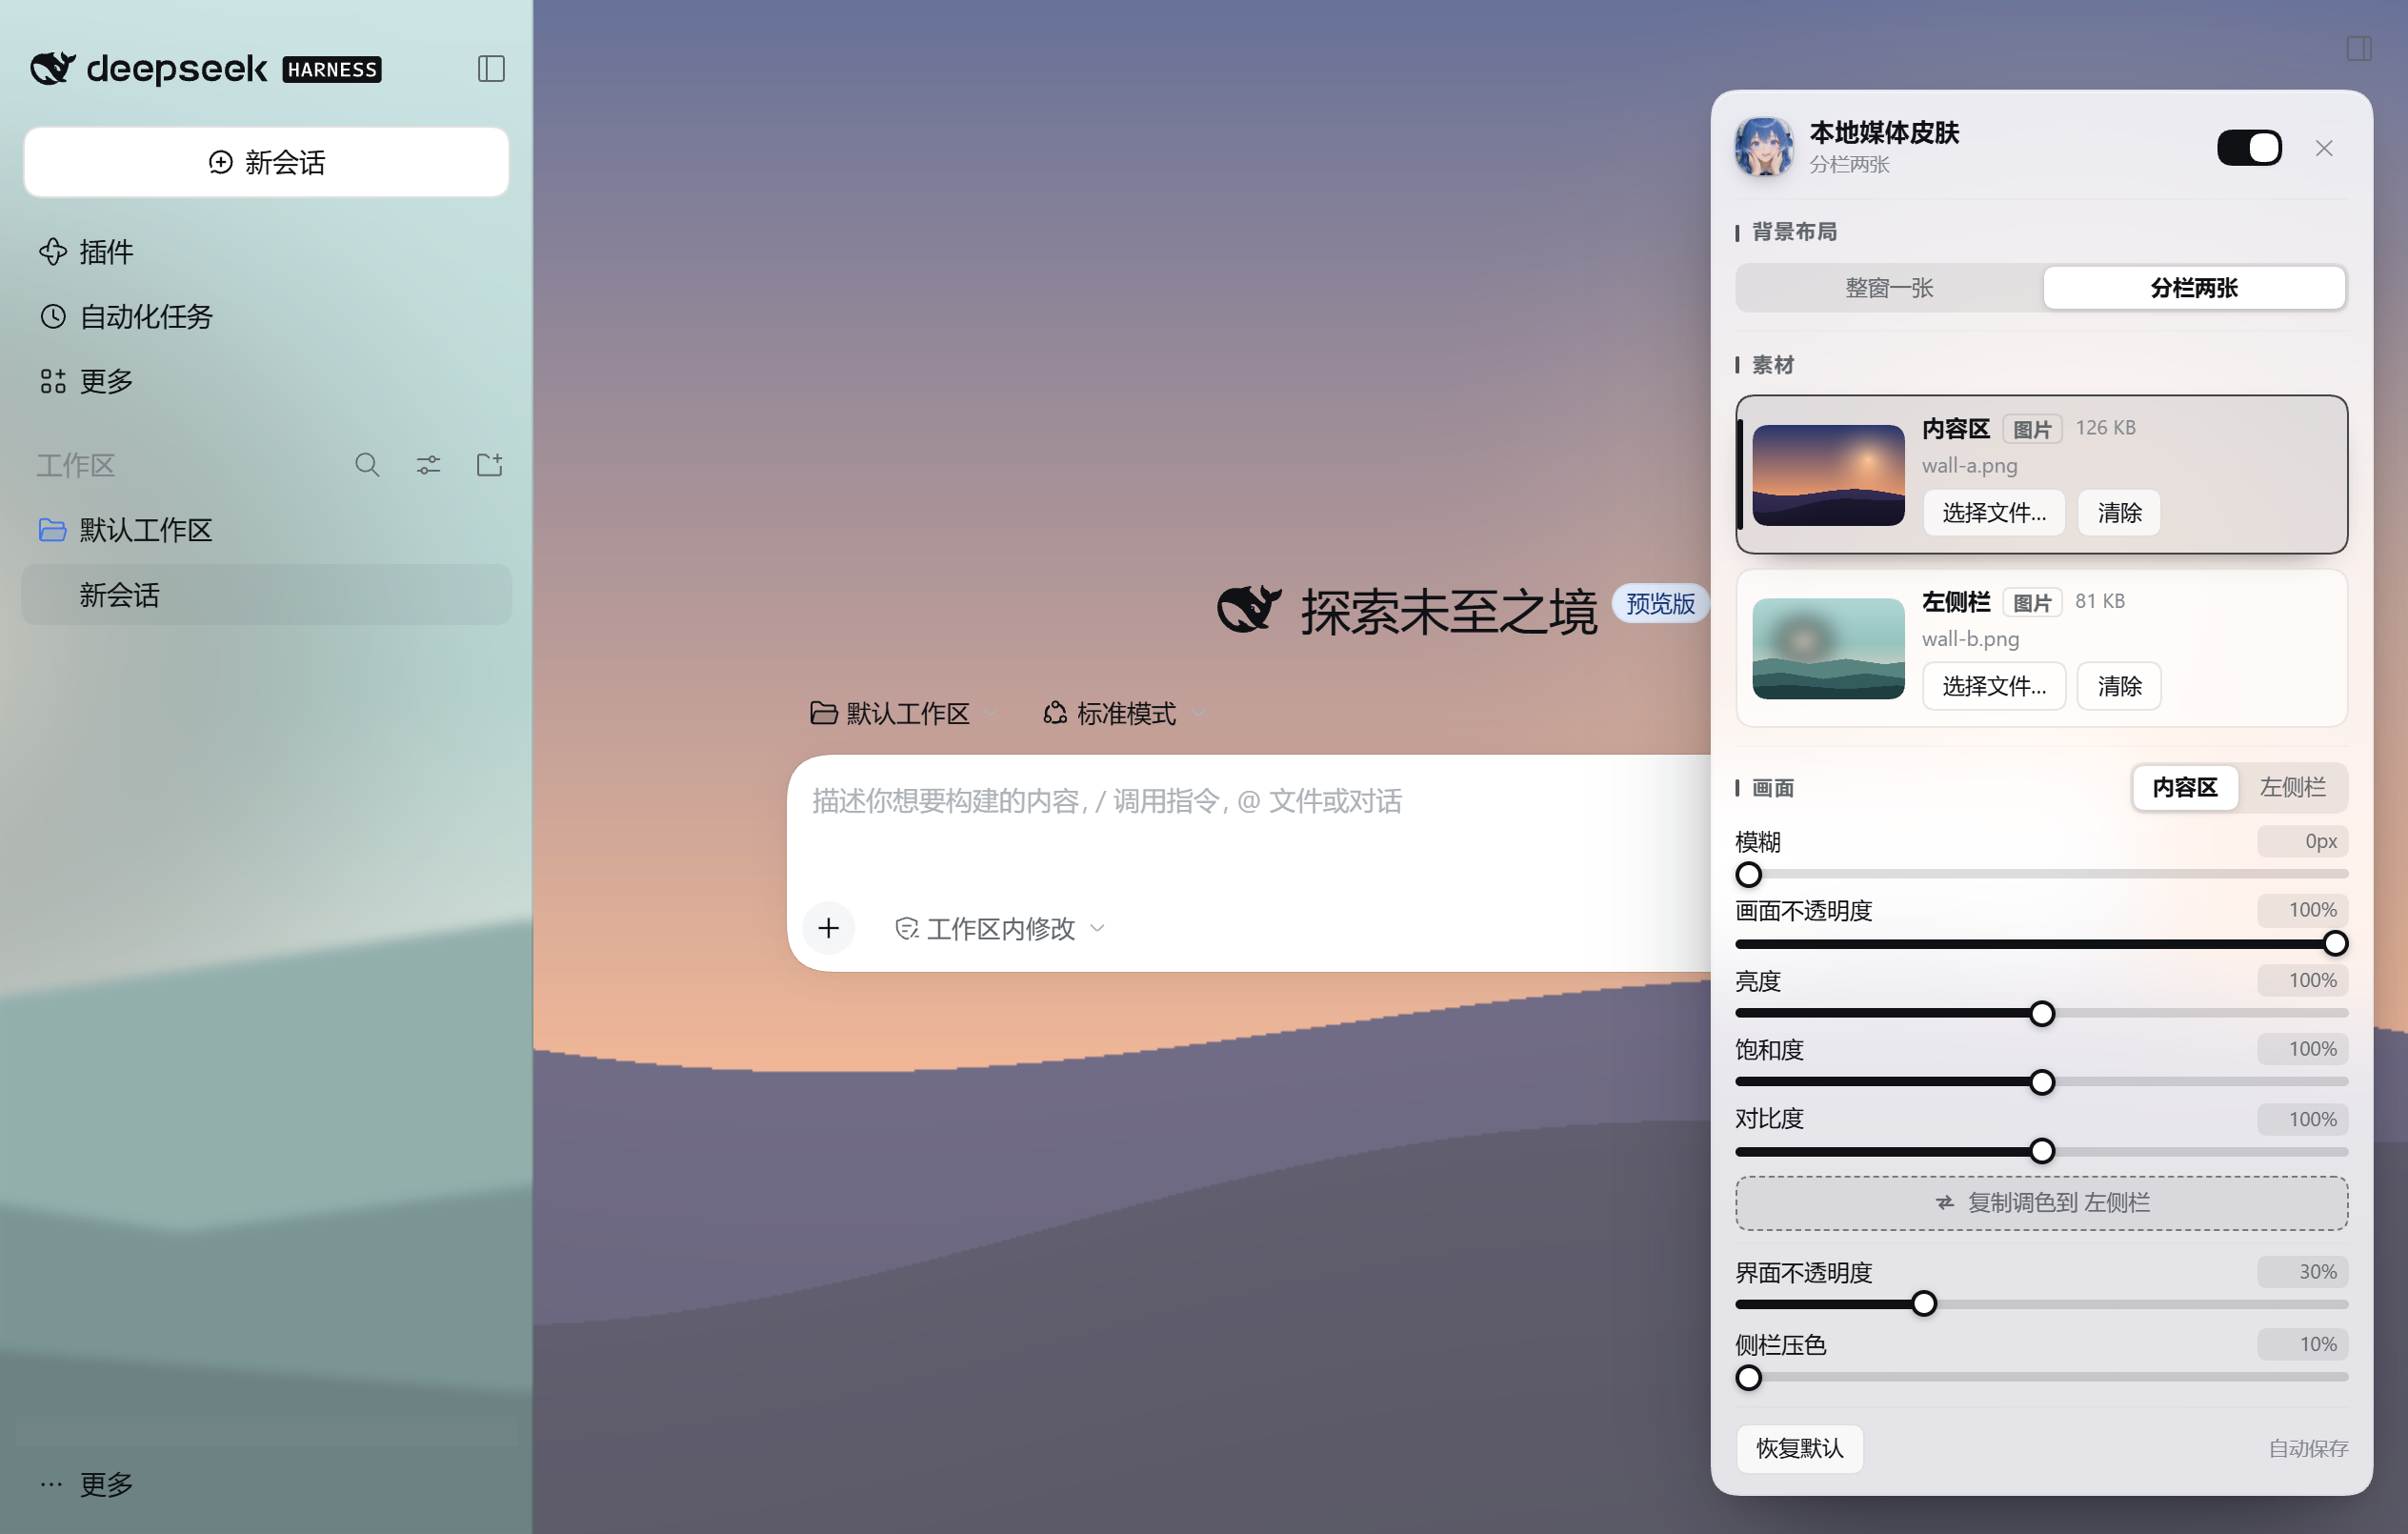 deepseek HARNESS
新会话
插件
自动化任务
更多
工作区
默认工作区
新会话
更多
探索未至之境 预览版
默认工作区 标准模式
描述你想要构建的内容, / 调用指令, @ 文件或对话
工作区内修改
本地媒体皮肤
分栏两张
背景布局
整窗一张 分栏两张
素材
内容区 图片 126 KB
wall-a.png
选择文件... 清除
左侧栏 图片 81 KB
wall-b.png
选择文件... 清除
画面 内容区 左侧栏
模糊 0px
画面不透明度 100%
亮度 100%
饱和度 100%
对比度 100%
复制调色到 左侧栏
界面不透明度 30%
侧栏压色 10%
恢复默认 自动保存